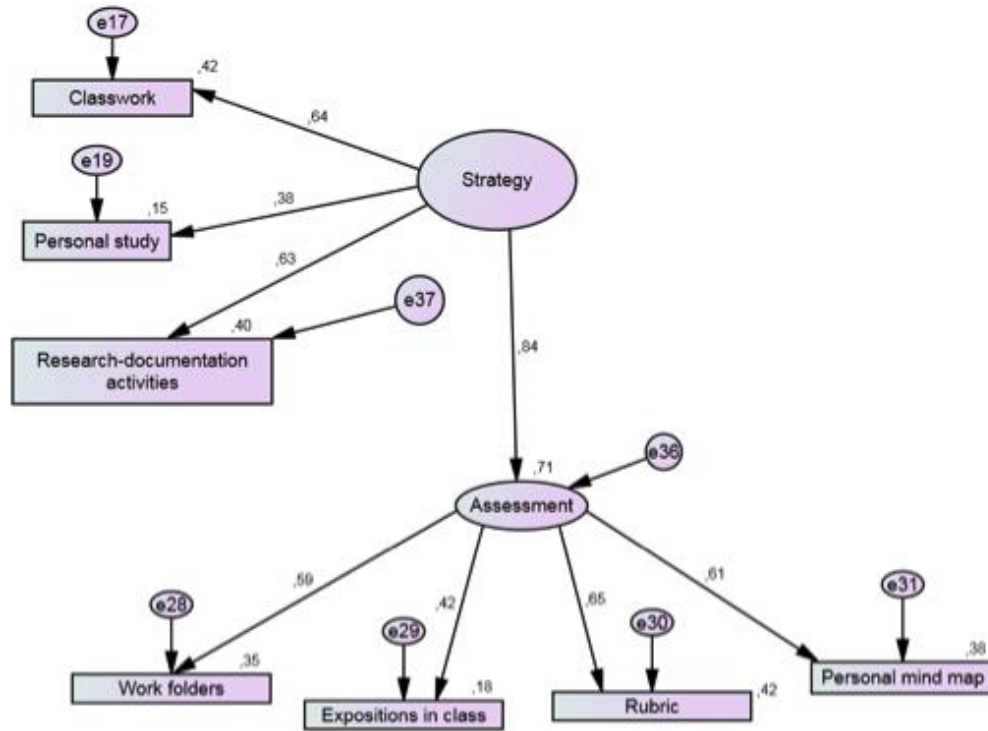 e17
,42
Classwork
,64
e19
Strategy
,38
,15
Personal study
,63
e37
,40
Research-documentation
activities
,84
e36
,71
Assessment
,59
,61
e31
e28
,42
,65
e30
e29
,35
,38
Work folders
Personal mind map
,18
,42
Expositions in class
Rubric